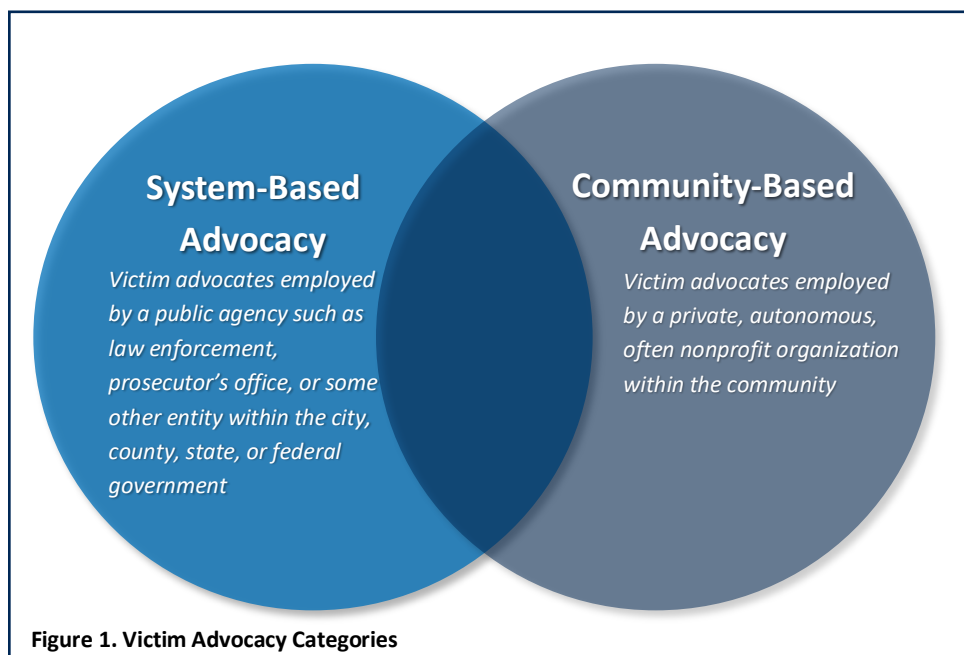 System-Based
Advocacy
Victim advocates employed
by a public agency such as
law enforcement,
prosecutor’s office, or some
other entity within the city,
county, state, or federal
government
Community-Based
Advocacy
Victim advocates employed
by a private, autonomous,
often nonprofit organization
within the community
Figure 1. Victim Advocacy Categories